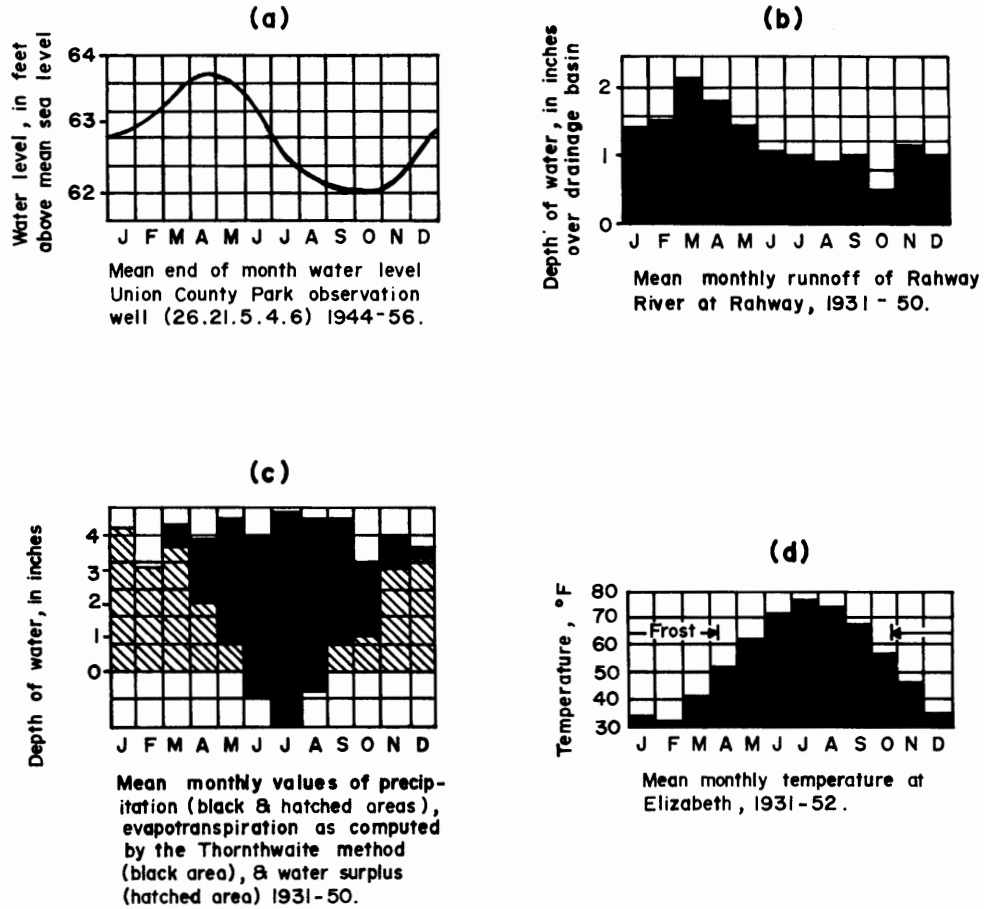 (a)
Water level, in feet
above mean sea level
64
63
62
J F M A M J J A S O N D
Mean end of month water level
Union County Park observation
well (26.21.5.4.6) 1944-56.
(b)
Depth of water, in inches
over drainage basin
2
1
0
J F M A M J J A S O N D
Mean monthly runnoff of Rahway
River at Rahway, 1931 - 50.
(c)
Depth of water, in inches
4
3
2
1
0
J F M A M J J A S O N D
Mean monthly values of precip-
itation (black & hatched areas),
evapotranspiration as computed
by the Thornthwaite method
(black area), & water surplus
(hatched area) 1931-50.
(d)
Temperature, °F
80
70
60
50
40
30
Frost
J F M A M J J A S O N D
Mean monthly temperature at
Elizabeth, 1931-52.